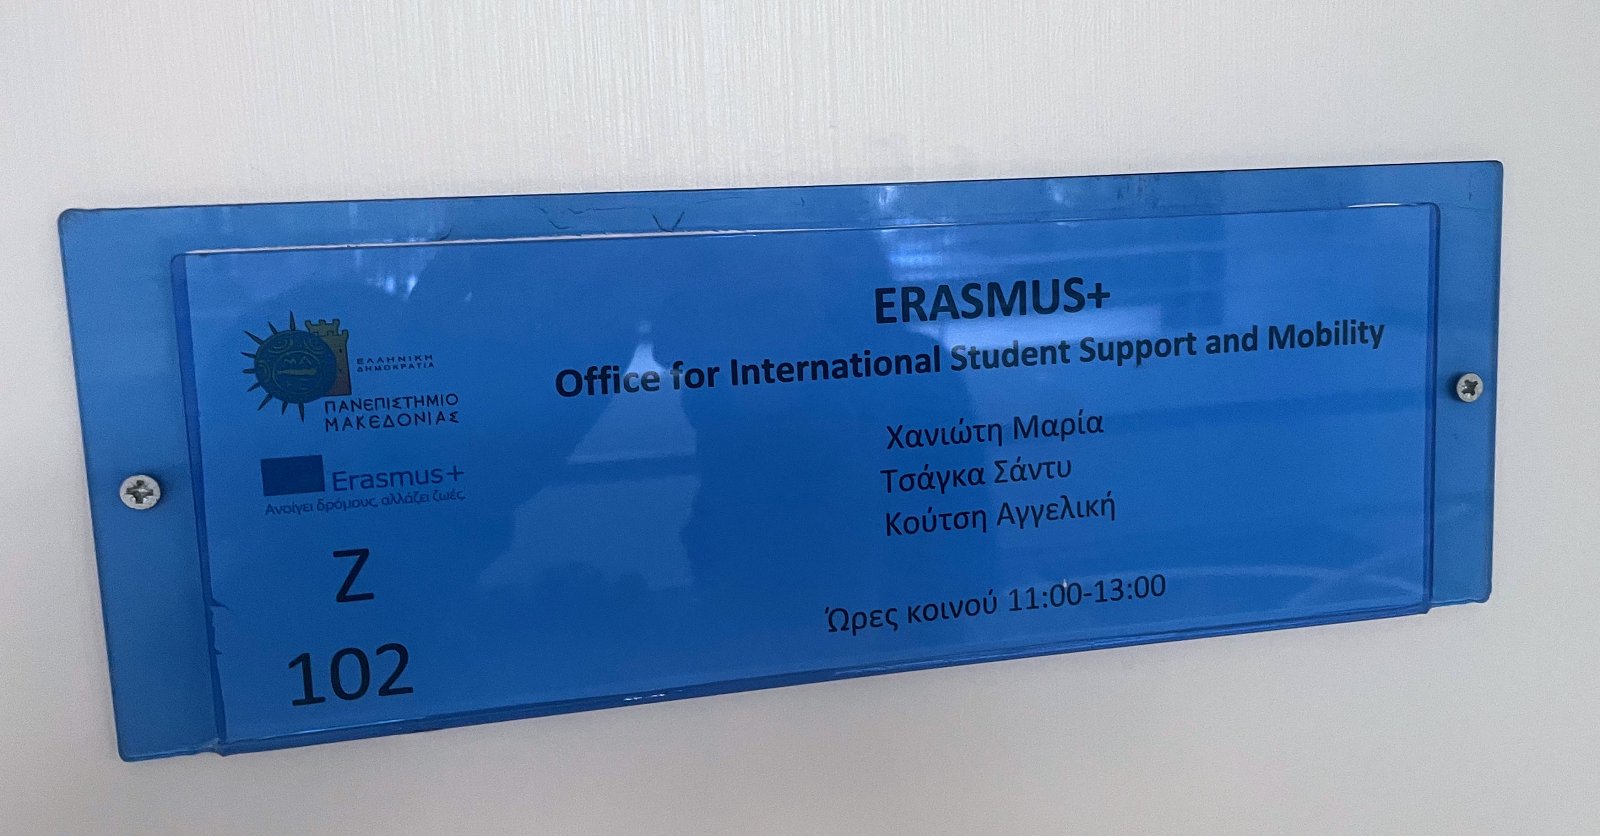 ΕΛΛΗΝΙΚΗ
ΔΗΜΟΚΡΑΤΙΑ
ΠΑΝΕΠΙΣΤΗΜΙΟ
ΜΑΚΕΔΟΝΙΑΣ
Erasmus+
Ανοίγει δρόμους, αλλάζει ζωές.
Z
102
ERASMUS+
Office for International Student Support and Mobility
Χανιώτη Μαρία
Τσάγκα Σάντυ
Κούτση Αγγελική
Ώρες κοινού 11:00-13:00